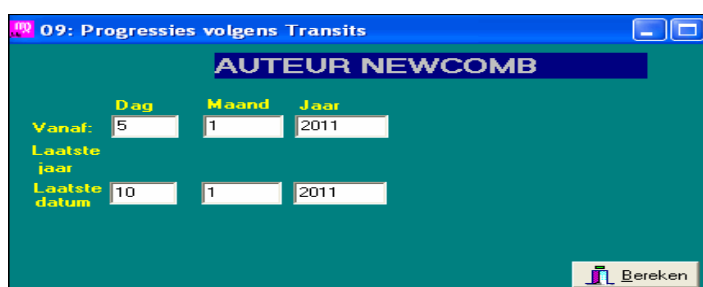 09: Progressies volgens Transits
AUTEUR NEWCOMB
Dag Maand Jaar
Vanaf: 5 1 2011
Laatste
jaar
Laatste
datum 10 1 2011
Bereken